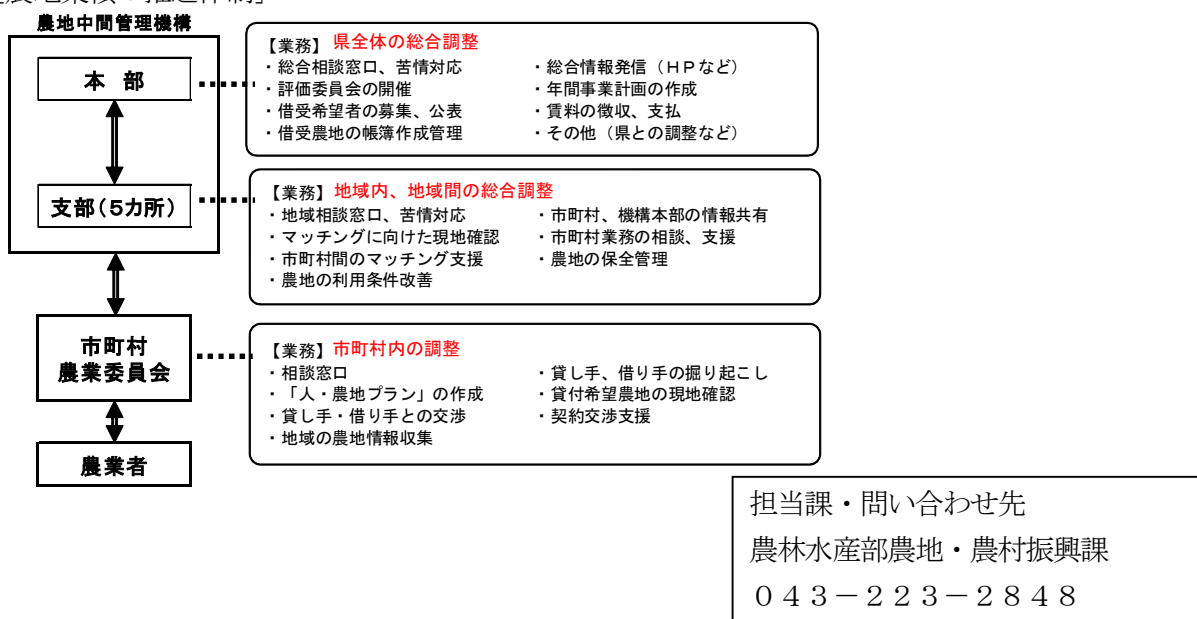 農地中間管理機構
本 部
【業務】 県全体の総合調整
・総合相談窓口、苦情対応 ・総合情報発信（ＨＰなど）
・評価委員会の開催 ・年間事業計画の作成
・借受希望者の募集、公表 ・賃料の徴収、支払
・借受農地の帳簿作成管理 ・その他（県との調整など）
支部（５カ所）
【業務】 地域内、地域間の総合調整
・地域相談窓口、苦情対応 ・市町村、機構本部の情報共有
・マッチングに向けた現地確認 ・市町村業務の相談、支援
・市町村間のマッチング支援 ・農地の保全管理
・農地の利用条件改善
市町村
農業委員会
【業務】 市町村内の調整
・相談窓口 ・貸し手、借り手の掘り起こし
・「人・農地プラン」の作成 ・貸付希望農地の現地確認
・貸し手・借り手との交渉 ・契約交渉支援
・地域の農地情報収集
農業者
担当課・問い合わせ先
農林水産部農地・農村振興課
０４３－２２３－２８４８